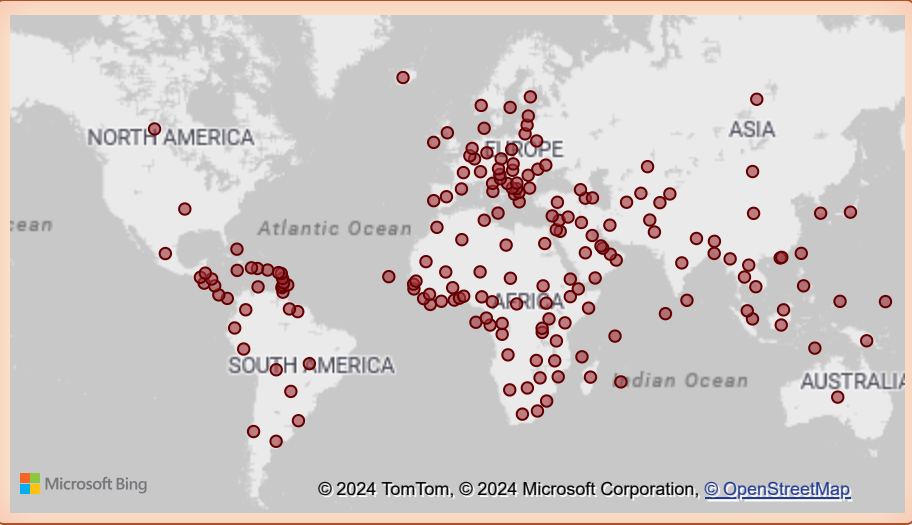 NORTH AMERICA
EUROPE
ASIA
cean
Atlantic Ocean
AFRICA
SOUTH AMERICA
Indian Ocean
AUSTRALIA
Microsoft Bing
© 2024 TomTom, © 2024 Microsoft Corporation, © OpenStreetMap